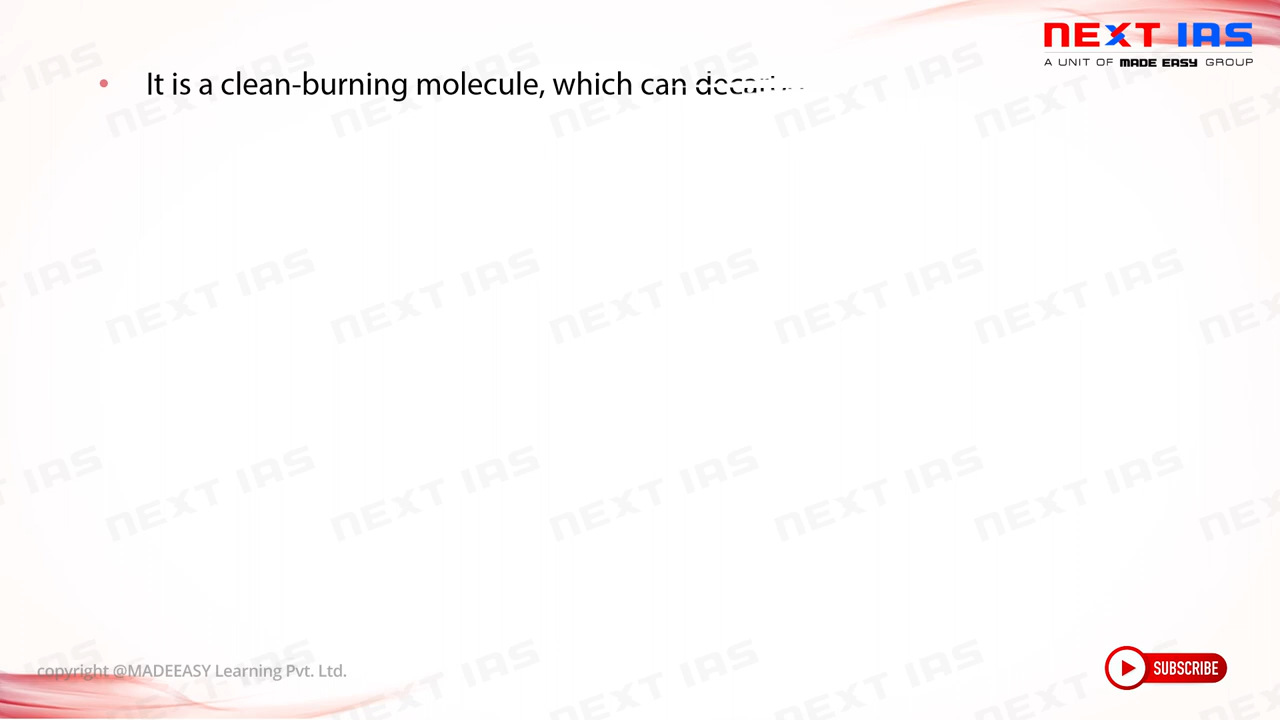 NEXT IAS
A UNIT OF MADE EASY GROUP
• It is a clean-burning molecule, which can
copyright @MADEEASY Learning Pvt. Ltd.
SUBSCRIBE